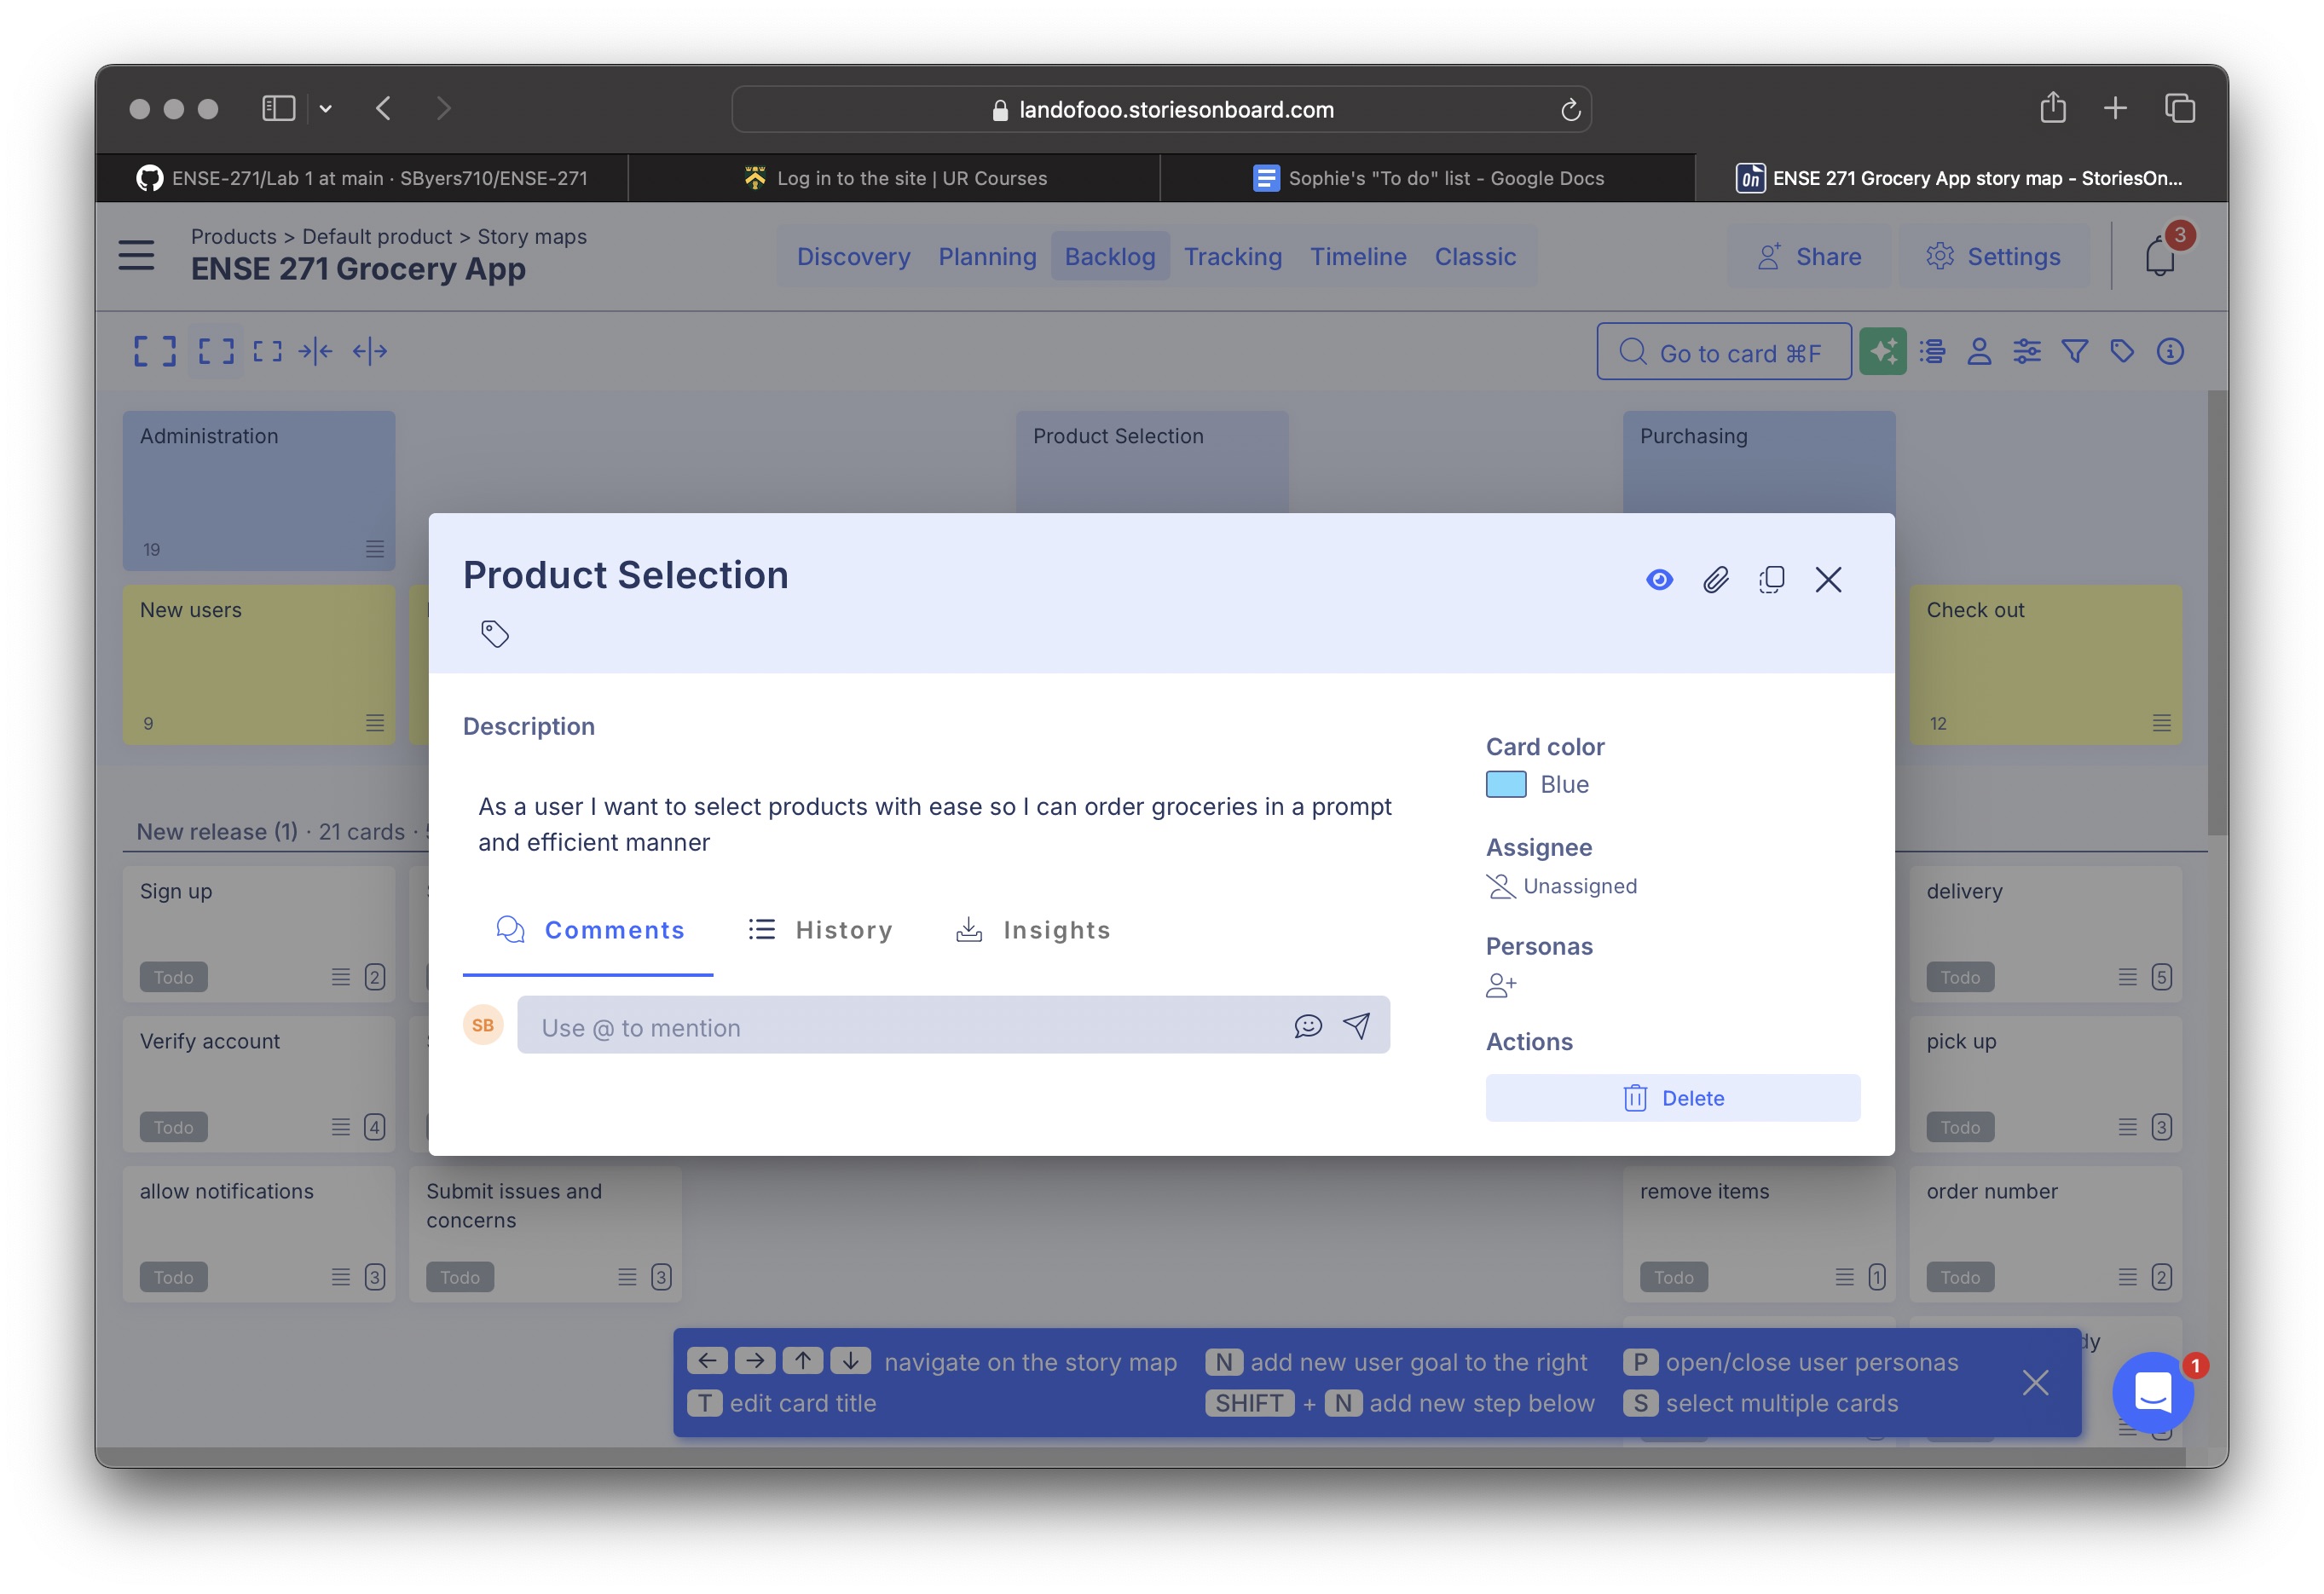 landofooo.storiesonboard.com
ENSE-271/Lab 1 at main · SByers710/ENSE-271
Log in to the site | UR Courses
Sophie's "To do" list - Google Docs
On
ENSE 271 Grocery App story map - StoriesOn...
Products > Default product > Story maps
ENSE 271 Grocery App
Discovery
Planning
Backlog
Tracking
Timeline
Classic
Share
Settings
3
Go to card ⌘F
Administration
19
Product Selection
Purchasing
New users
9
Check out
12
Product Selection
Description
As a user I want to select products with ease so I can order groceries in a prompt
and efficient manner
Comments
History
Insights
SB
Use @ to mention
Card color
Blue
Assignee
Unassigned
Personas
Actions
Delete
New release (1) · 21 cards ·
Sign up
Todo
2
delivery
Todo
5
Verify account
Todo
4
pick up
Todo
3
allow notifications
Todo
3
Submit issues and
concerns
Todo
3
remove items
Todo
1
order number
Todo
2
← → ↑ ↓ navigate on the story map
N add new user goal to the right
P open/close user personas
T edit card title
SHIFT + N add new step below
S select multiple cards
1